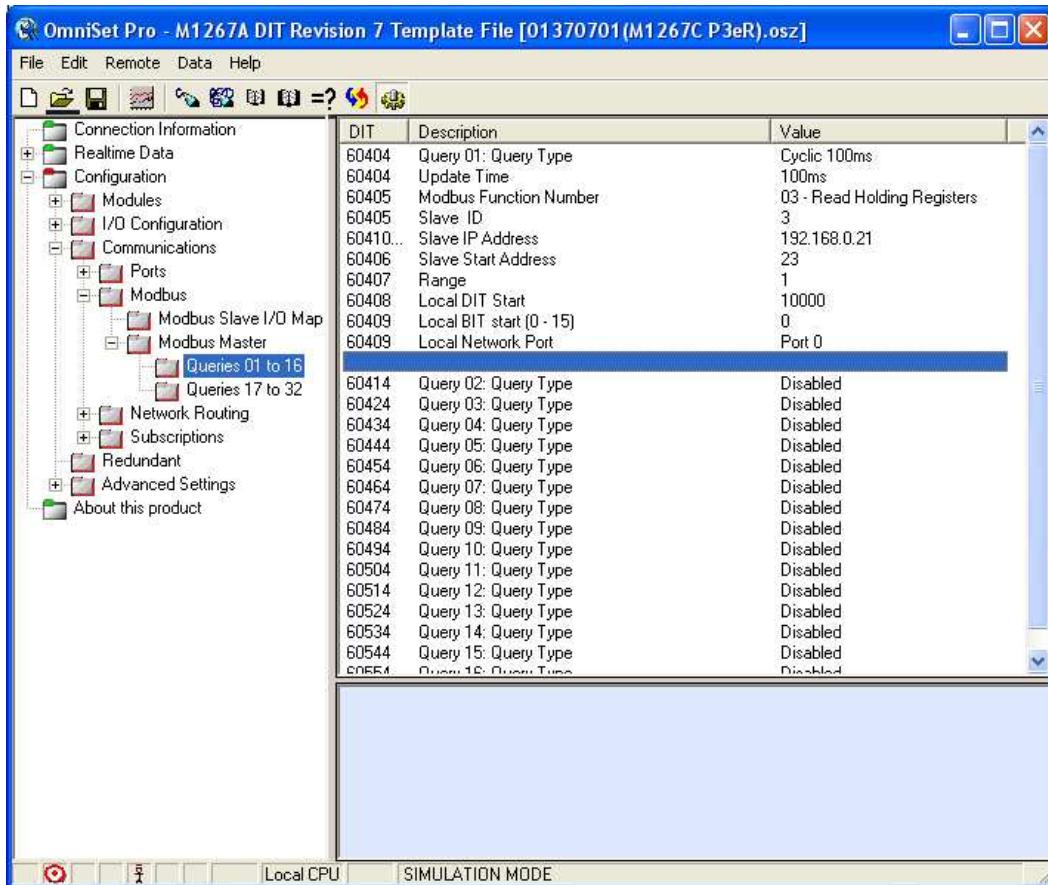 OmniSet Pro - M1267A DIT Revision 7 Template File [01370701(M1267C P3eR).osz]
File Edit Remote Data Help
=?
Connection Information
Realtime Data
Configuration
Modules
I/O Configuration
Communications
Ports
Modbus
Modbus Slave I/O Map
Modbus Master
Queries 01 to 16
Queries 17 to 32
Network Routing
Subscriptions
Redundant
Advanced Settings
About this product
DIT Description Value
60404 Query 01: Query Type Cyclic 100ms
60404 Update Time 100ms
60405 Modbus Function Number 03 - Read Holding Registers
60405 Slave ID 3
60410... Slave IP Address 192.168.0.21
60406 Slave Start Address 23
60407 Range 1
60408 Local DIT Start 10000
60409 Local BIT start (0 - 15) 0
60409 Local Network Port Port 0
60414 Query 02: Query Type Disabled
60424 Query 03: Query Type Disabled
60434 Query 04: Query Type Disabled
60444 Query 05: Query Type Disabled
60454 Query 06: Query Type Disabled
60464 Query 07: Query Type Disabled
60474 Query 08: Query Type Disabled
60484 Query 09: Query Type Disabled
60494 Query 10: Query Type Disabled
60504 Query 11: Query Type Disabled
60514 Query 12: Query Type Disabled
60524 Query 13: Query Type Disabled
60534 Query 14: Query Type Disabled
60544 Query 15: Query Type Disabled
60554 Query 16: Query Type Disabled
Local CPU SIMULATION MODE